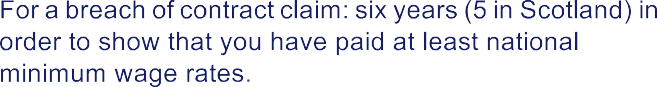 For a breach of contract claim: six years (5 in Scotland) in
order to show that you have paid at least national
minimum wage rates.